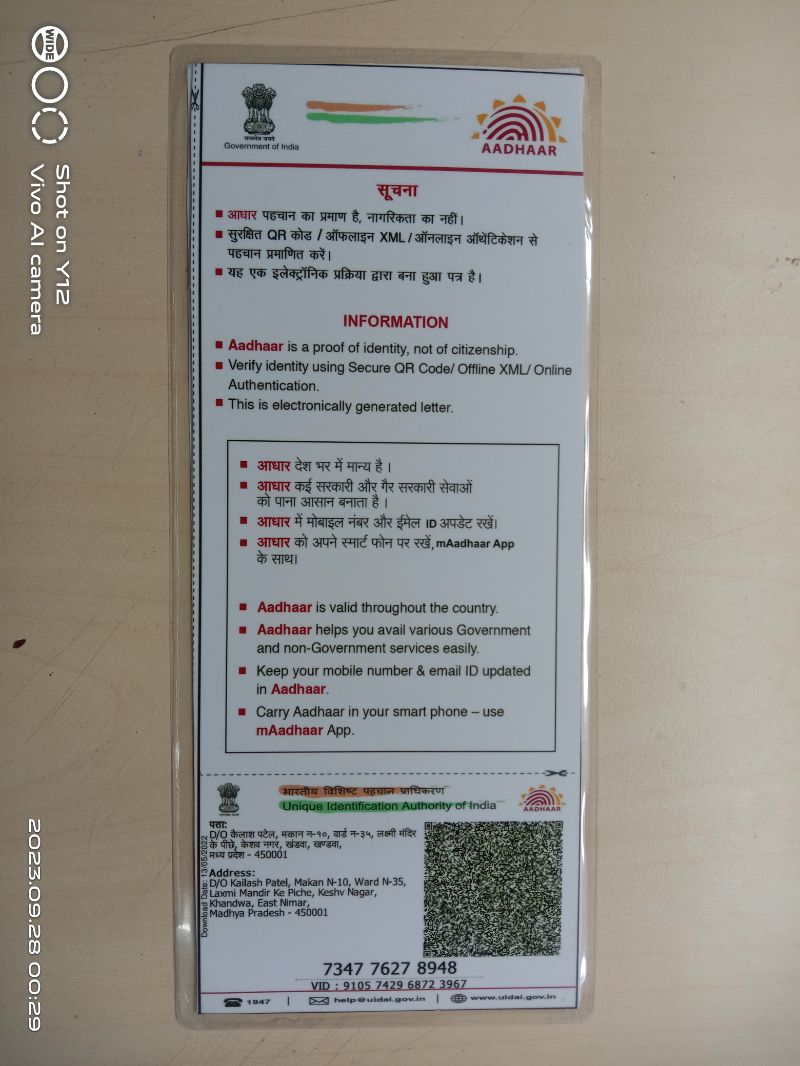 सत्यमेव जयते
Government of India
AADHAAR
सूचना
आधार पहचान का प्रमाण है, नागरिकता का नहीं।
सुरक्षित QR कोड / ऑफलाइन XML / ऑनलाइन ऑथेंटिकेशन से
पहचान प्रमाणित करें।
यह एक इलेक्ट्रॉनिक प्रक्रिया द्वारा बना हुआ पत्र है।
INFORMATION
Aadhaar is a proof of identity, not of citizenship.
Verify identity using Secure QR Code/ Offline XML/ Online
Authentication.
This is electronically generated letter.
आधार देश भर में मान्य है ।
आधार कई सरकारी और गैर सरकारी सेवाओं
को पाना आसान बनाता है ।
आधार में मोबाइल नंबर और ईमेल ID अपडेट रखें।
आधार को अपने स्मार्ट फोन पर रखें, mAadhaar App
के साथ।
Aadhaar is valid throughout the country.
Aadhaar helps you avail various Government
and non-Government services easily.
Keep your mobile number & email ID updated
in Aadhaar.
Carry Aadhaar in your smart phone – use
mAadhaar App.
भारतीय विशिष्ट पहचान प्राधिकरण
Unique Identification Authority of India
AADHAAR
पता:
D/O कैलाश पटेल, मकान न-१०, वार्ड न-३५, लक्ष्मी मंदिर
के पीछे, केशव नगर, खंडवा, खण्डवा,
मध्य प्रदेश - 450001
Address:
D/O Kailash Patel, Makan N-10, Ward N-35,
Laxmi Mandir Ke Piche, Keshv Nagar,
Khandwa, East Nimar,
Madhya Pradesh - 450001
Download Date: 13/05/2022
7347 7627 8948
VID : 9105 7429 6872 3967
1947 | help@uidai.gov.in | www.uidai.gov.in
WIDE
Shot on Y12
Vivo AI camera
2023.09.28 00:29